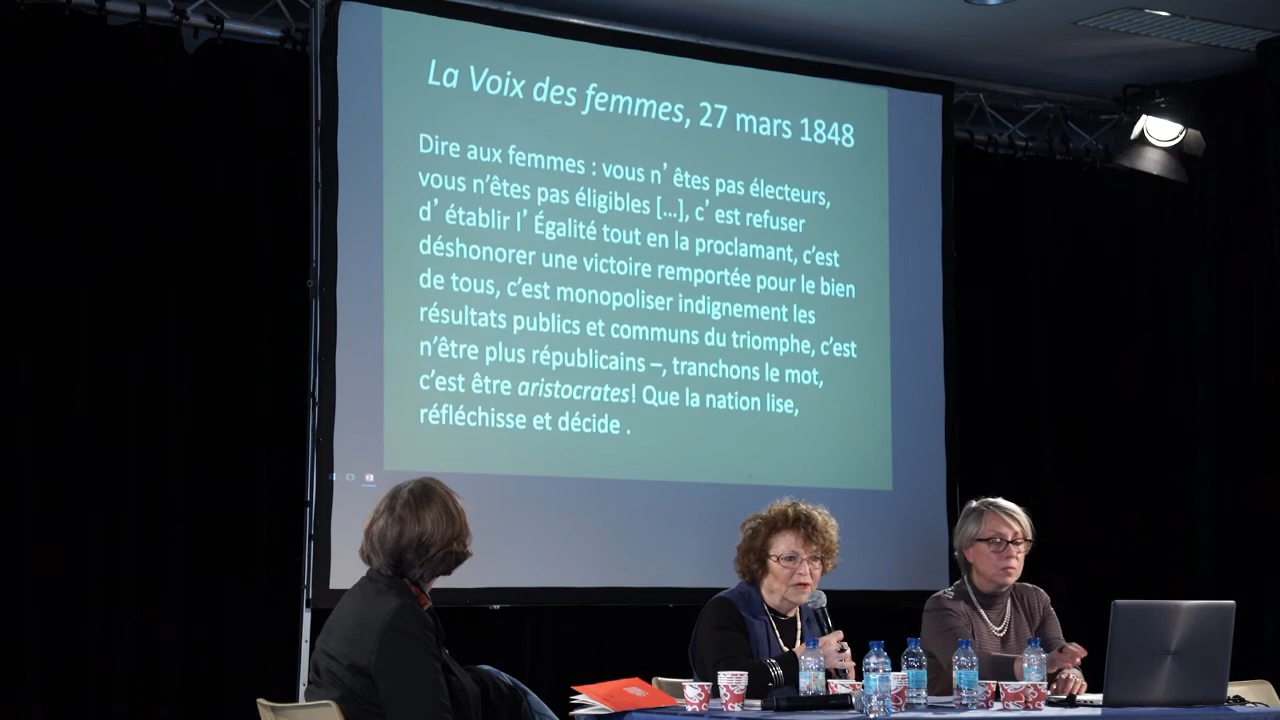 La Voix des femmes, 27 mars 1848
Dire aux femmes : vous n’ êtes pas électeurs,
vous n’êtes pas éligibles […], c’ est refuser
d’ établir l’ Égalité tout en la proclamant, c’est
déshonorer une victoire remportée pour le bien
de tous, c’est monopoliser indignement les
résultats publics et communs du triomphe, c’est
n’être plus républicains –, tranchons le mot,
c’est être aristocrates! Que la nation lise,
réfléchisse et décide .